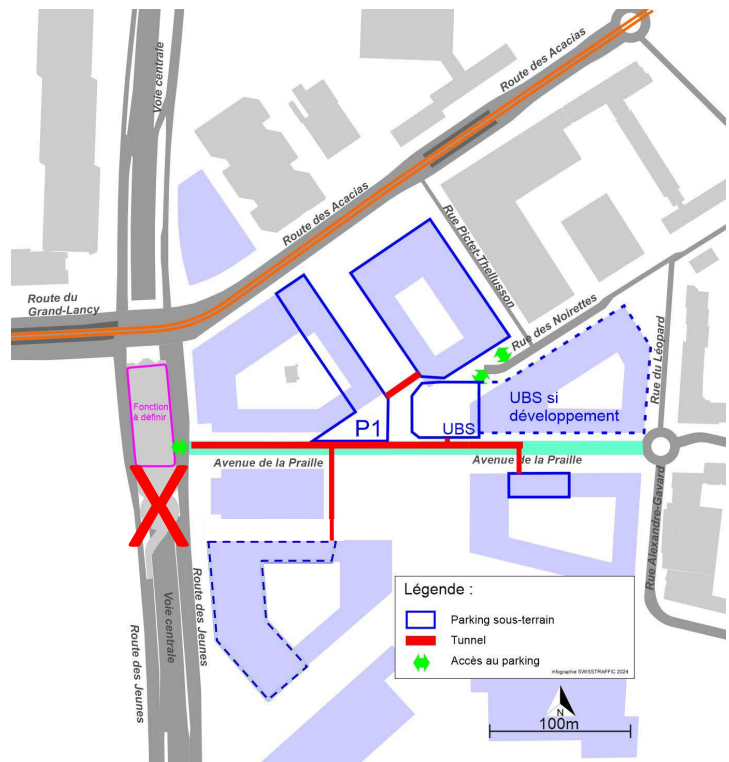 Voie centrale
Route des Acacias
Route des Acacias
Rue Pictet-Thellusson
Route du
Grand-Lancy
Rue des Noirettes
Rue du Léopard
Fonction
à définir
P1
UBS
UBS si
développement
Avenue de la Praille
Avenue de la Praille
Rue Alexandre-Gavard
Route des Jeunes
Voie centrale
Route des Jeunes
Légende :
Parking sous-terrain
Tunnel
Accès au parking
Infographie SWISSTRAFFIC 2024
N
100m